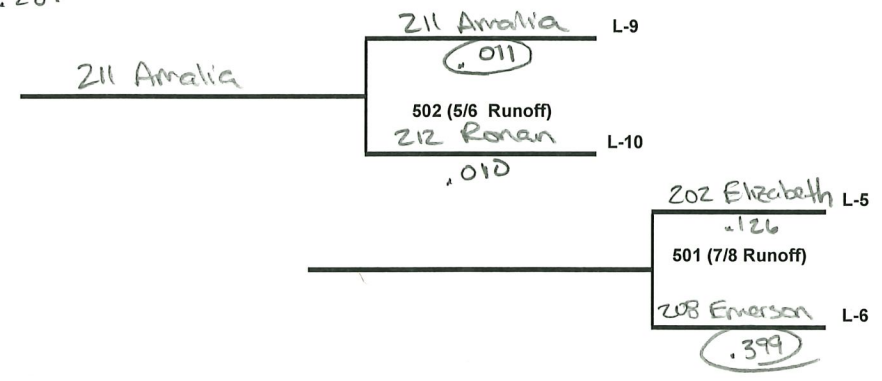 211 Amalia L-9
.011
211 Amalia
502 (5/6 Runoff)
212 Ronan L-10
.010
202 Elizabeth L-5
.126
501 (7/8 Runoff)
208 Emerson L-6
.399